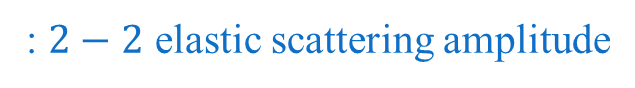 : 2 − 2 elastic scattering amplitude